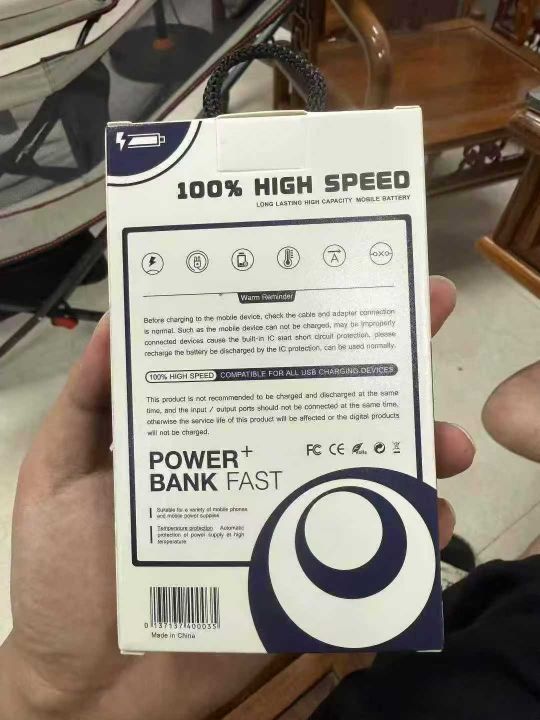 100% HIGH SPEED
LONG LASTING HIGH CAPACITY MOBILE BATTERY
A
OXO
Warm Reminder
Before charging to the mobile device, check the cable and adapter connection
is normal. Such as the mobile device can not be charged, may be improperly
connected devices cause the built-in IC start short circuit protection, please
recharge the battery be discharged by the IC protection, can be used normally.
100% HIGH SPEED COMPATIBLE FOR ALL USB CHARGING DEVICES
This product is not recommended to be charged and discharged at the same
time, and the input / output ports should not be connected at the same time,
otherwise the service life of this product will be affected or the digital products
will not be charged.
POWER+
BANK FAST
FC CE RoHS
Suitable for a variety of mobile phones
and mobile power supplies
Temperature protection Automatic
protection of power supply at high
temperature
0 137137 400035
Made in China